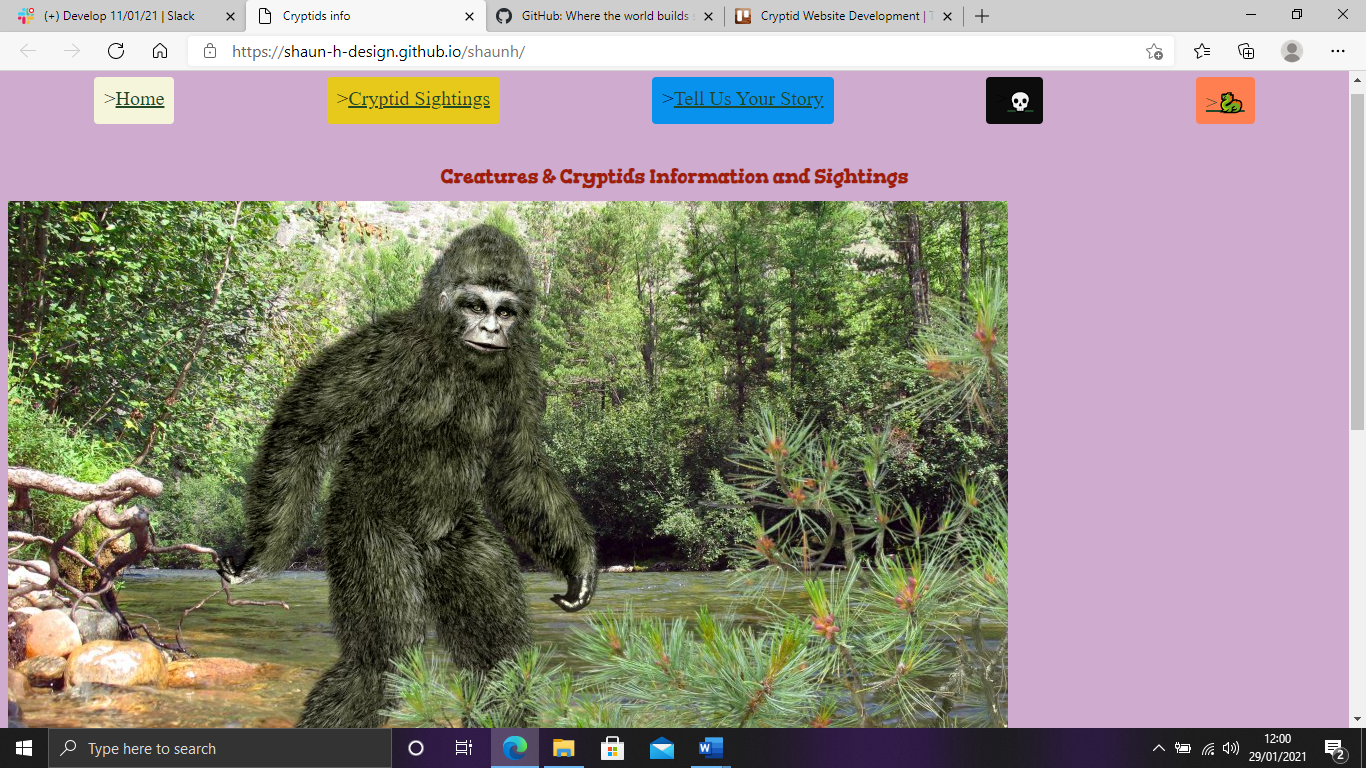 (+) Develop 11/01/21 | Slack
Cryptids info
GitHub: Where the world builds
Cryptid Website Development |
https://shaun-h-design.github.io/shaunh/
>Home
>Cryptid Sightings
>Tell Us Your Story
>
Creatures & Cryptids Information and Sightings
Type here to search
12:00
29/01/2021
2